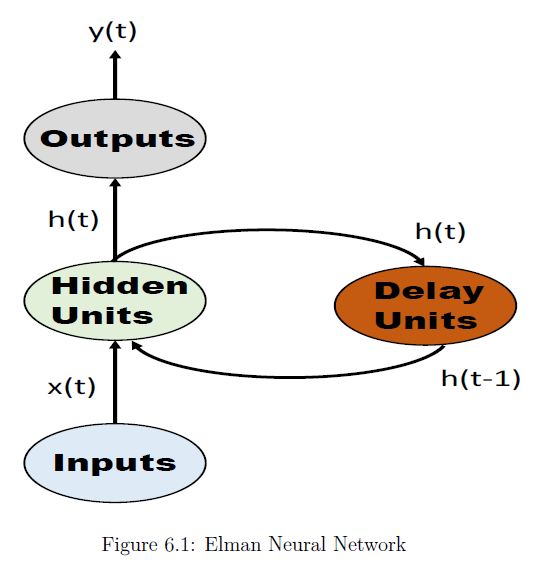 y(t)
Outputs
h(t)
h(t)
Hidden
Units
Delay
Units
x(t)
h(t-1)
Inputs
Figure 6.1: Elman Neural Network